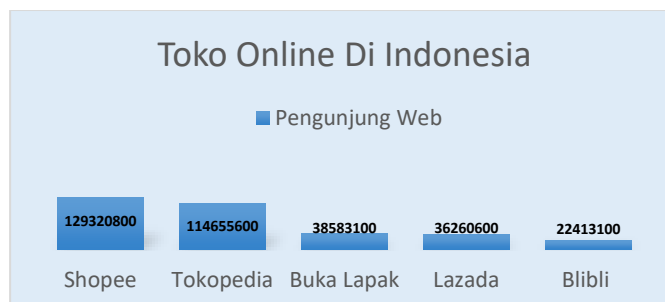 Toko Online Di Indonesia
Pengunjung Web
129320800 114655600 38583100 36260600 22413100
Shopee Tokopedia Buka Lapak Lazada Blibli